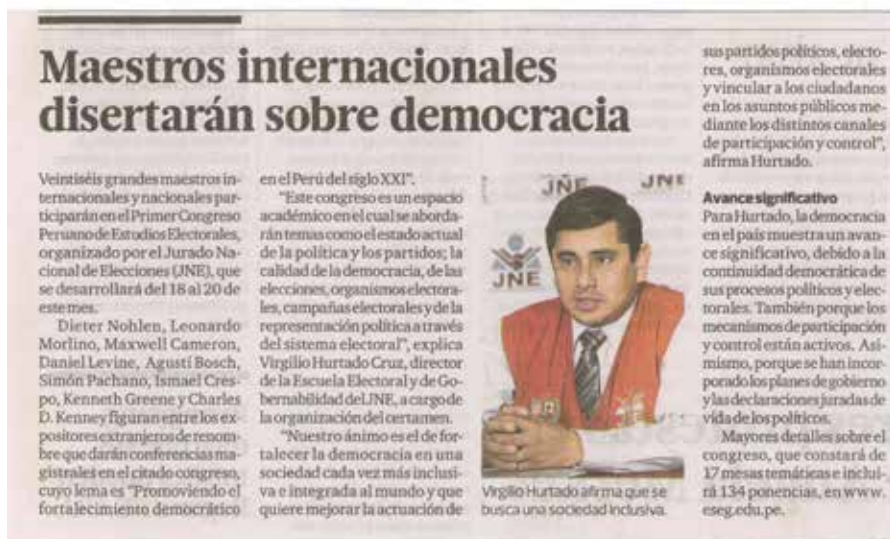 Maestros internacionales
disertarán sobre democracia
Veintiséis grandes maestros in-
ternacionales y nacionales par-
ticiparán en el Primer Congreso
Peruano de Estudios Electorales,
organizado por el Jurado Na-
cional de Elecciones (JNE), que
se desarrollará del 18 al 20 de
este mes.
Dieter Nohlen, Leonardo
Morlino, Maxwell Cameron,
Daniel Levine, Agustí Bosch,
Simón Pachano, Ismael Cres-
po, Kenneth Greene y Charles
D. Kenney figuran entre los ex-
positores extranjeros de renom-
bre que darán conferencias ma-
gistrales en el citado congreso,
cuyo lema es "Promoviendo el
fortalecimiento democrático
en el Perú del siglo XXI".
"Este congreso es un espacio
académico en el cual se aborda-
rán temas como el estado actual
de la política y los partidos; la
calidad de la democracia, de las
elecciones, organismos electora-
les, campañas electorales y de la
representación política a través
del sistema electoral", explica
Virgilio Hurtado Cruz, director
de la Escuela Electoral y de Go-
bernabilidad del JNE, a cargo de
la organización del certamen.
"Nuestro ánimo es el de for-
talecer la democracia en una
sociedad cada vez más inclusi-
va e integrada al mundo y que
quiere mejorar la actuación de
JNE
JNE
JNE
Virgilio Hurtado afirma que se
busca una sociedad inclusiva.
sus partidos políticos, electo-
res, organismos electorales
y vincular a los ciudadanos
en los asuntos públicos me-
diante los distintos canales
de participación y control",
afirma Hurtado.
Avance significativo
Para Hurtado, la democracia
en el país muestra un avan-
ce significativo, debido a la
continuidad democrática de
sus procesos políticos y elec-
torales. También porque los
mecanismos de participación
y control están activos. Asi-
mismo, porque se han incor-
porado los planes de gobierno
y las declaraciones juradas de
vida de los políticos.
Mayores detalles sobre el
congreso, que constará de
17 mesas temáticas e inclui-
rá 134 ponencias, en www.
eseg.edu.pe.